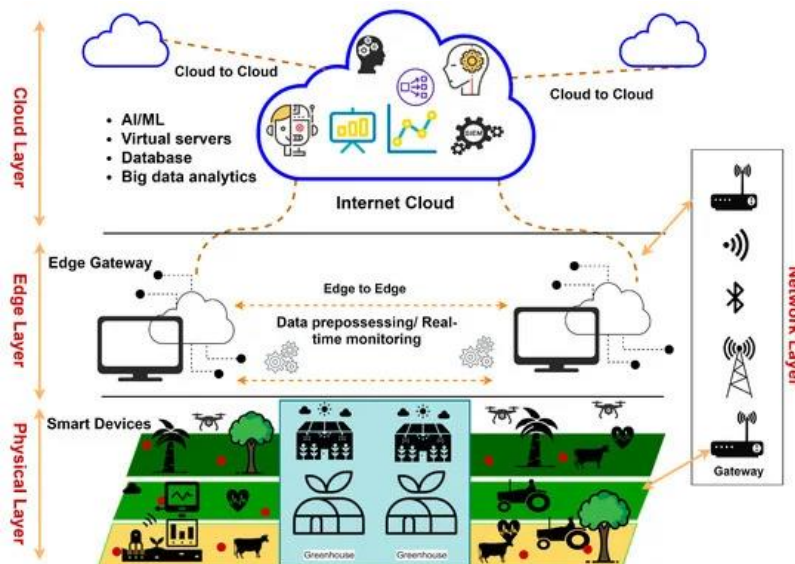 Cloud to Cloud
Cloud to Cloud
Cloud Layer
AI/ML
Virtual servers
Database
Big data analytics
SIEM
Internet Cloud
Edge Layer
Edge Gateway
Edge to Edge
Data prepossessing/ Real-
time monitoring
Network Layer
Gateway
Physical Layer
Smart Devices
Greenhouse
Greenhouse